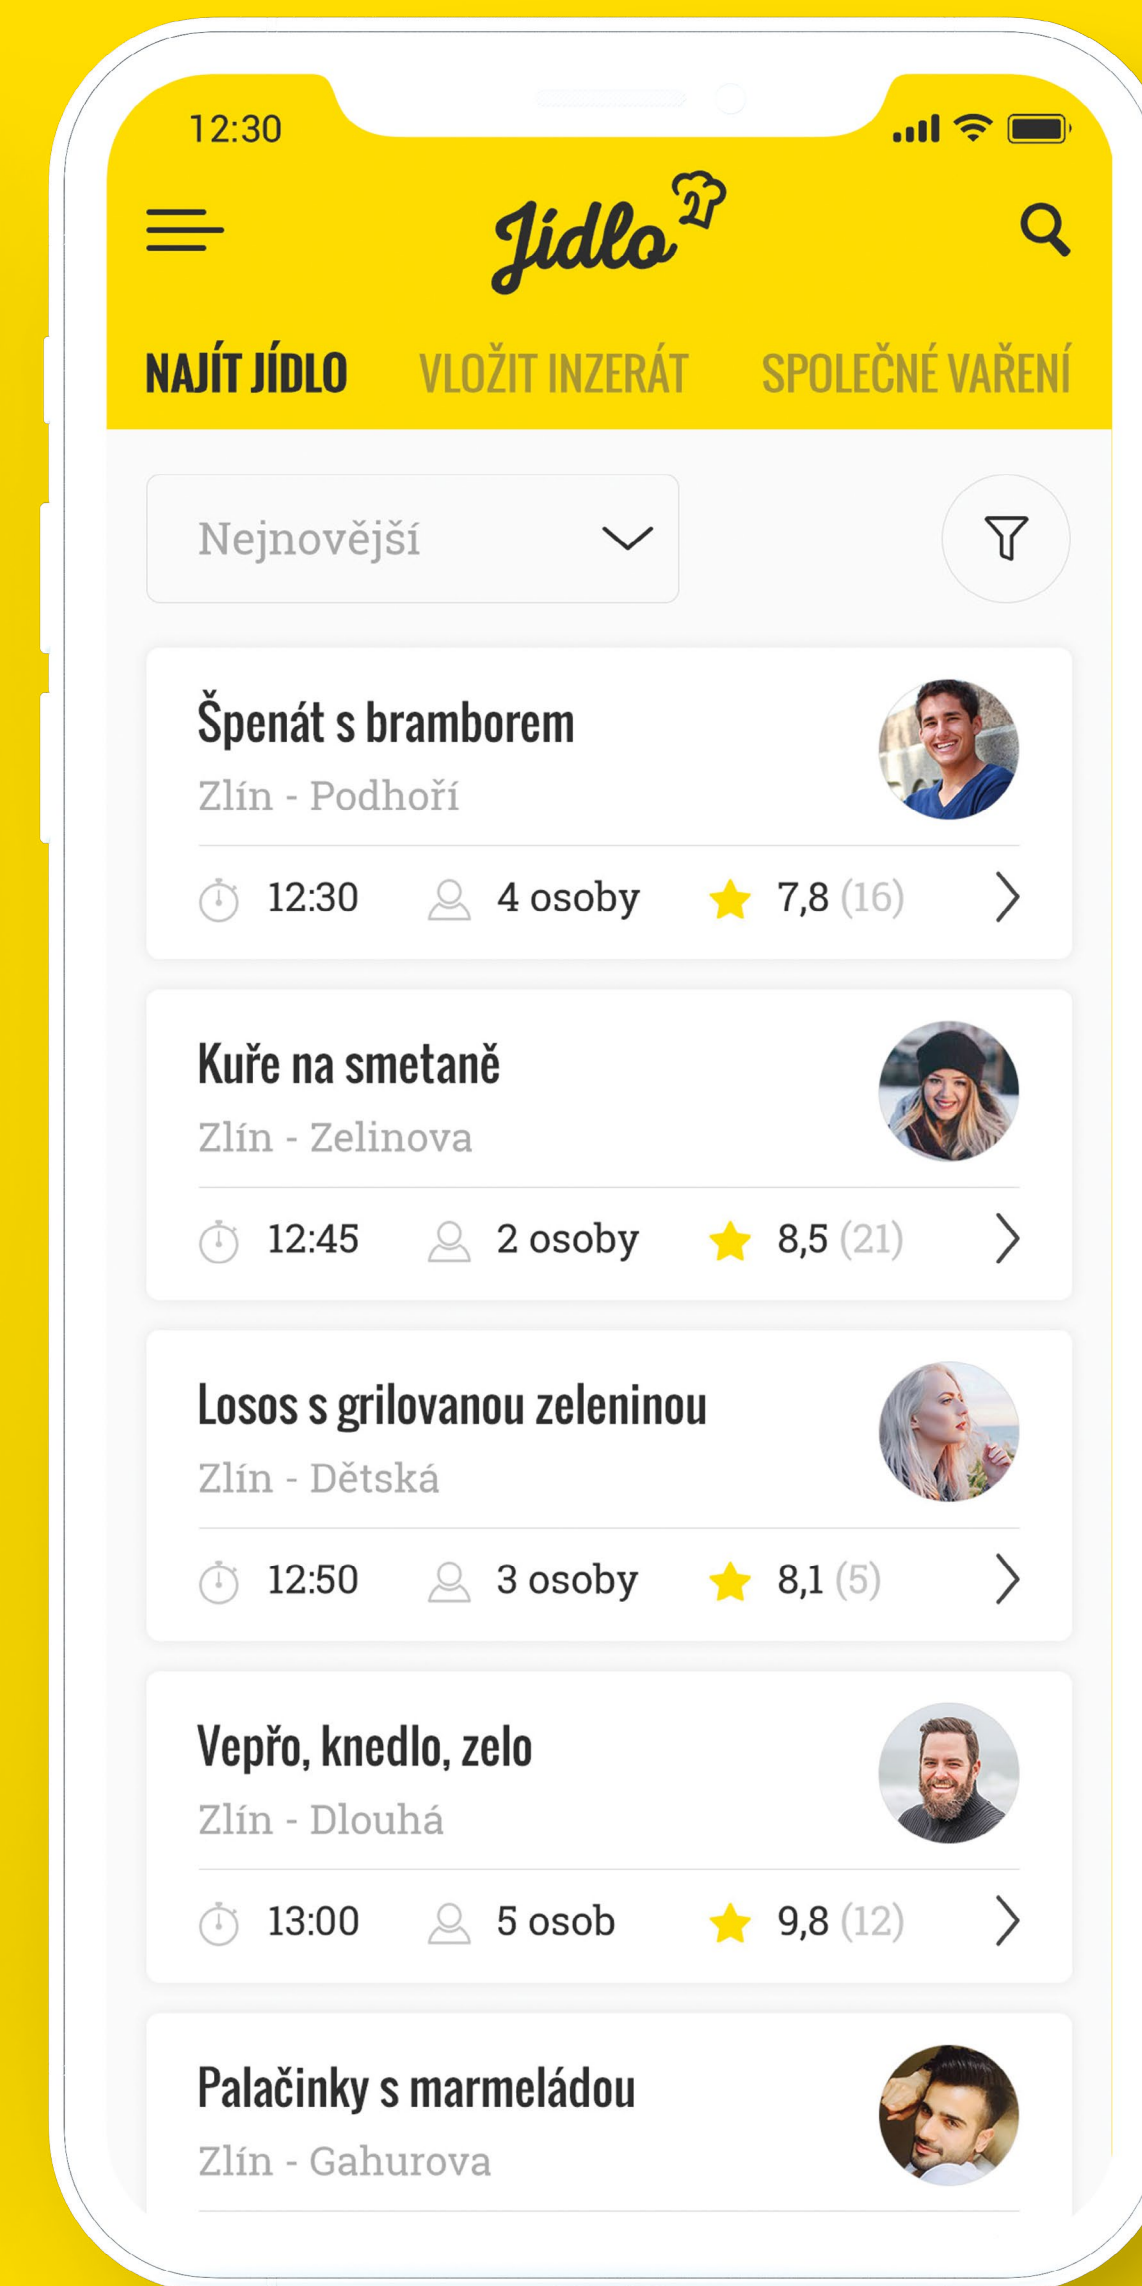 12:30
Jídlo
NAJÍT JÍDLO VLOŽIT INZERÁT SPOLEČNÉ VAŘENÍ
Nejnovější
Špenát s bramborem
Zlín - Podhoří
12:30 4 osoby 7,8 (16)
Kuře na smetaně
Zlín - Zelinova
12:45 2 osoby 8,5 (21)
Losos s grilovanou zeleninou
Zlín - Dětská
12:50 3 osoby 8,1 (5)
Vepřo, knedlo, zelo
Zlín - Dlouhá
13:00 5 osob 9,8 (12)
Palačinky s marmeládou
Zlín - Gahurova